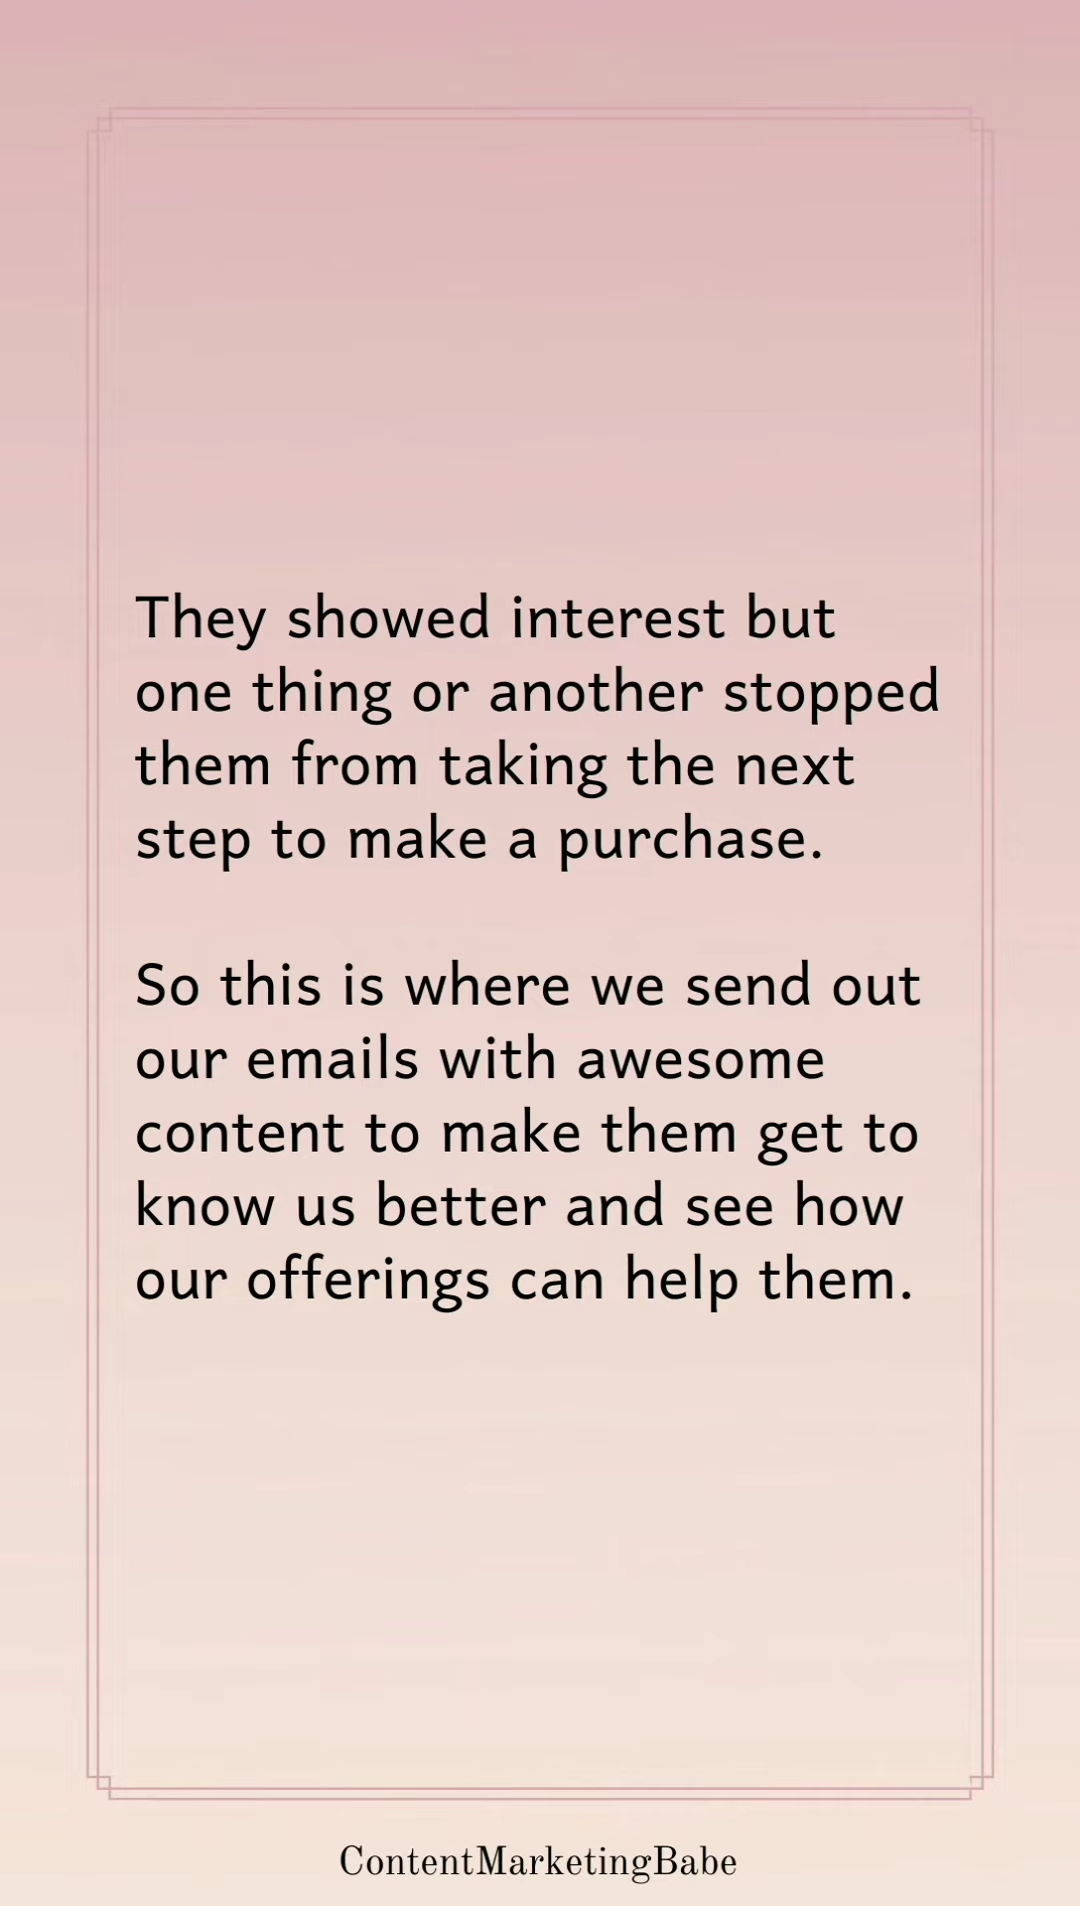 They showed interest but
one thing or another stopped
them from taking the next
step to make a purchase.
So this is where we send out
our emails with awesome
content to make them get to
know us better and see how
our offerings can help them.
ContentMarketingBabe